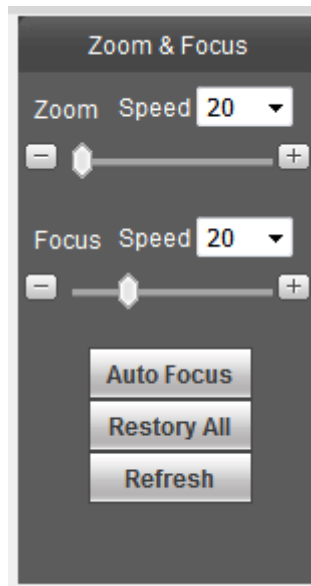 Zoom & Focus
Zoom Speed 20
Focus Speed 20
Auto Focus
Restory All
Refresh